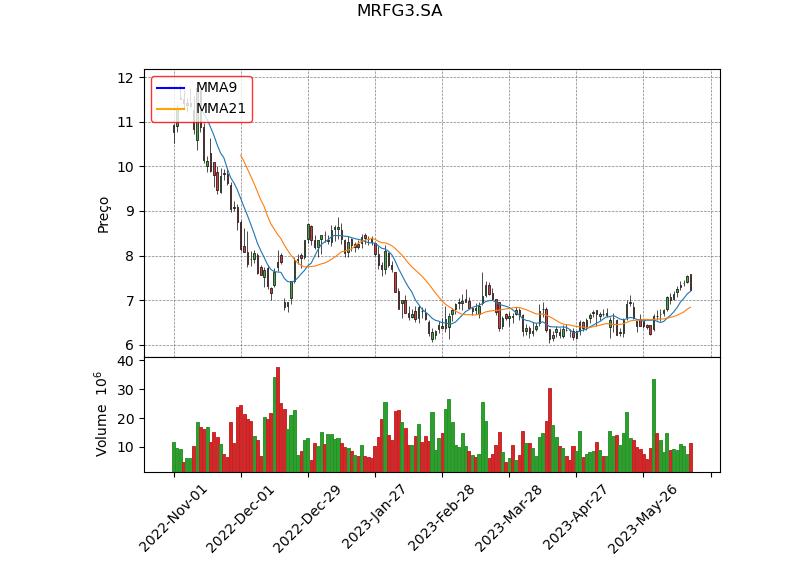 MRFG3.SA
MMA9
MMA21
Preço
12
11
10
9
8
7
6
Volume 10^6
40
30
20
10
2022-Nov-01
2022-Dec-01
2022-Dec-29
2023-Jan-27
2023-Feb-28
2023-Mar-28
2023-Apr-27
2023-May-26